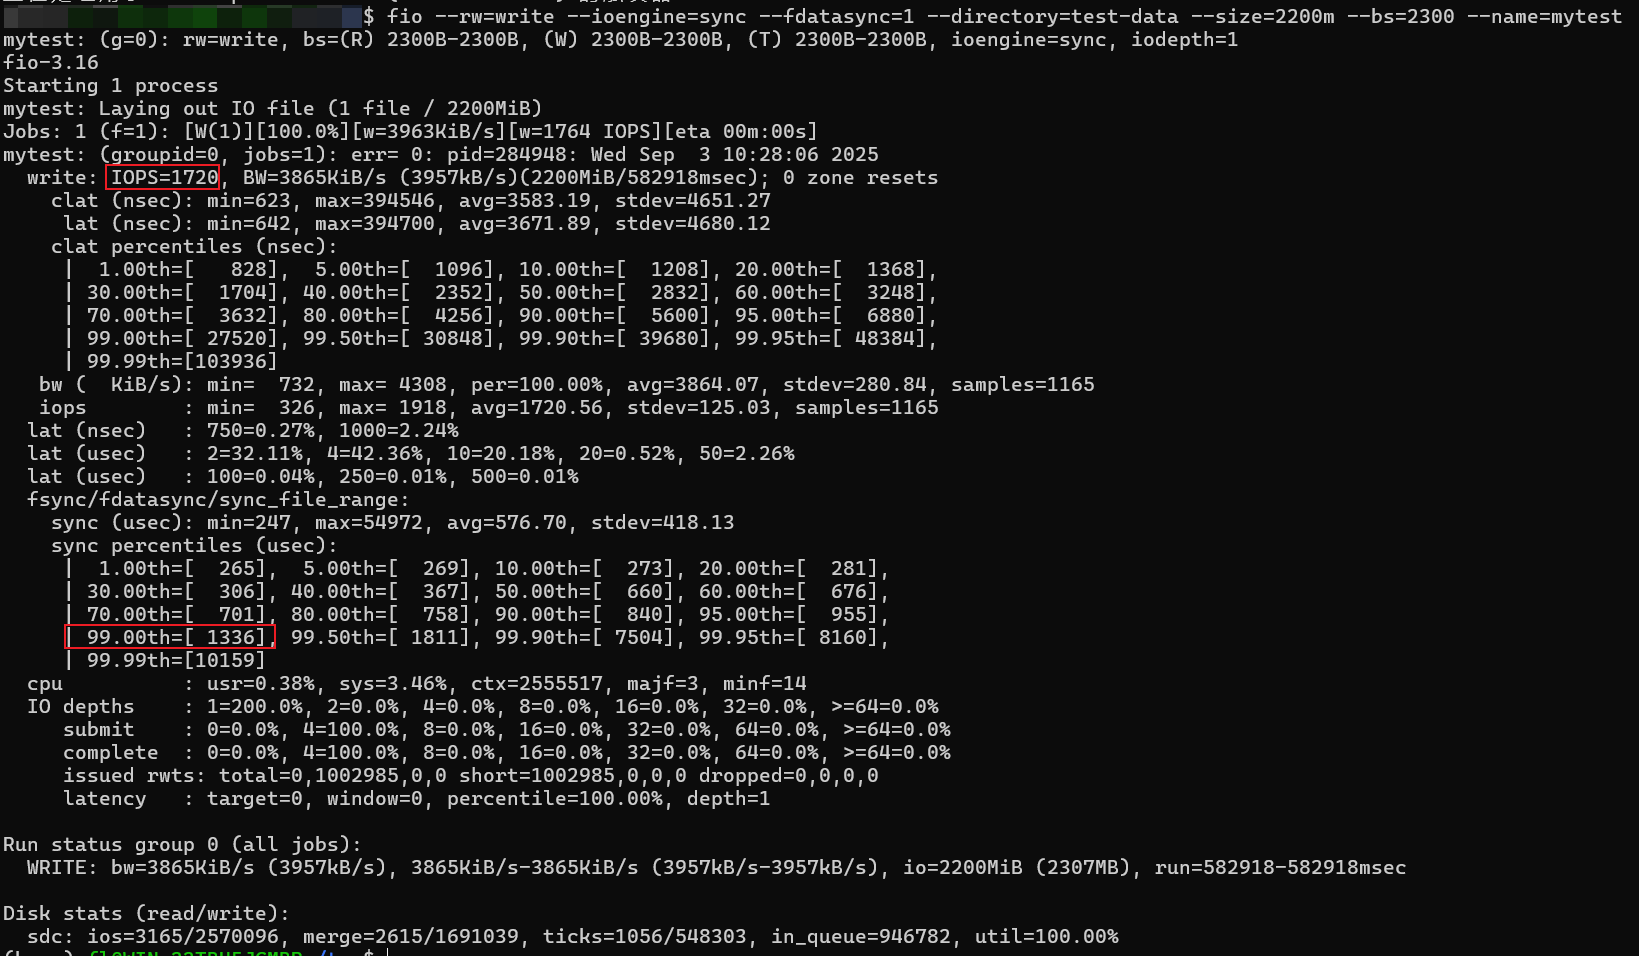 $ fio --rw=write --ioengine=sync --fdatasync=1 --directory=test-data --size=2200m --bs=2300 --name=mytest
mytest: (g=0): rw=write, bs=(R) 2300B-2300B, (W) 2300B-2300B, (T) 2300B-2300B, ioengine=sync, iodepth=1
fio-3.16
Starting 1 process
mytest: Laying out IO file (1 file / 2200MiB)
Jobs: 1 (f=1): [W(1)][100.0%][w=3963KiB/s][w=1764 IOPS][eta 00m:00s]
mytest: (groupid=0, jobs=1): err= 0: pid=284948: Wed Sep  3 10:28:06 2025
  write: IOPS=1720, BW=3865KiB/s (3957kB/s)(2200MiB/582918msec); 0 zone resets
    clat (nsec): min=623, max=394546, avg=3583.19, stdev=4651.27
     lat (nsec): min=642, max=394700, avg=3671.89, stdev=4680.12
    clat percentiles (nsec):
     |  1.00th=[   828],  5.00th=[  1096], 10.00th=[  1208], 20.00th=[  1368],
     | 30.00th=[  1704], 40.00th=[  2352], 50.00th=[  2832], 60.00th=[  3248],
     | 70.00th=[  3632], 80.00th=[  4256], 90.00th=[  5600], 95.00th=[  6880],
     | 99.00th=[ 27520], 99.50th=[ 30848], 99.90th=[ 39680], 99.95th=[ 48384],
     | 99.99th=[103936]
   bw (  KiB/s): min=  732, max= 4308, per=100.00%, avg=3864.07, stdev=280.84, samples=1165
   iops        : min=  326, max= 1918, avg=1720.56, stdev=125.03, samples=1165
  lat (nsec)   : 750=0.27%, 1000=2.24%
  lat (usec)   : 2=32.11%, 4=42.36%, 10=20.18%, 20=0.52%, 50=2.26%
  lat (usec)   : 100=0.04%, 250=0.01%, 500=0.01%
  fsync/fdatasync/sync_file_range:
    sync (usec): min=247, max=54972, avg=576.70, stdev=418.13
    sync percentiles (usec):
     |  1.00th=[  265],  5.00th=[  269], 10.00th=[  273], 20.00th=[  281],
     | 30.00th=[  306], 40.00th=[  367], 50.00th=[  660], 60.00th=[  676],
     | 70.00th=[  701], 80.00th=[  758], 90.00th=[  840], 95.00th=[  955],
     | 99.00th=[ 1336], 99.50th=[ 1811], 99.90th=[ 7504], 99.95th=[ 8160],
     | 99.99th=[10159]
  cpu          : usr=0.38%, sys=3.46%, ctx=2555517, majf=3, minf=14
  IO depths    : 1=200.0%, 2=0.0%, 4=0.0%, 8=0.0%, 16=0.0%, 32=0.0%, >=64=0.0%
     submit    : 0=0.0%, 4=100.0%, 8=0.0%, 16=0.0%, 32=0.0%, 64=0.0%, >=64=0.0%
     complete  : 0=0.0%, 4=100.0%, 8=0.0%, 16=0.0%, 32=0.0%, 64=0.0%, >=64=0.0%
     issued rwts: total=0,1002985,0,0 short=1002985,0,0,0 dropped=0,0,0,0
     latency   : target=0, window=0, percentile=100.00%, depth=1
Run status group 0 (all jobs):
  WRITE: bw=3865KiB/s (3957kB/s), 3865KiB/s-3865KiB/s (3957kB/s-3957kB/s), io=2200MiB (2307MB), run=582918-582918msec
Disk stats (read/write):
  sdc: ios=3165/2570096, merge=2615/1691039, ticks=1056/548303, in_queue=946782, util=100.00%